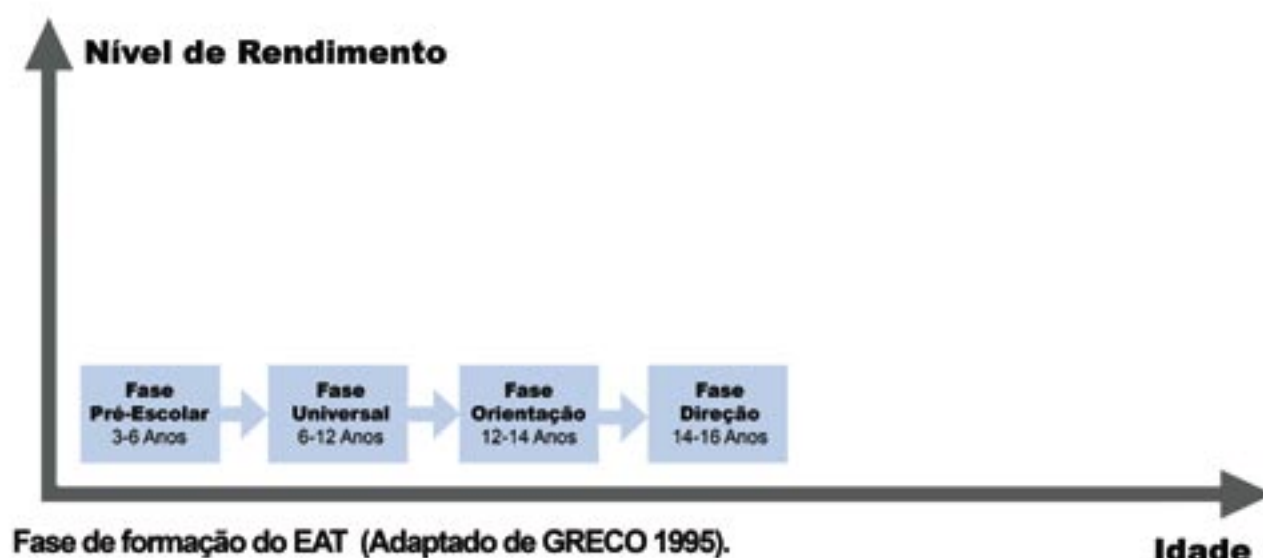 Nível de Rendimento
Fase
Pré-Escolar
3-6 Anos
Fase
Universal
6-12 Anos
Fase
Orientação
12-14 Anos
Fase
Direção
14-16 Anos
Fase de formação do EAT (Adaptado de GRECO 1995).
Idade